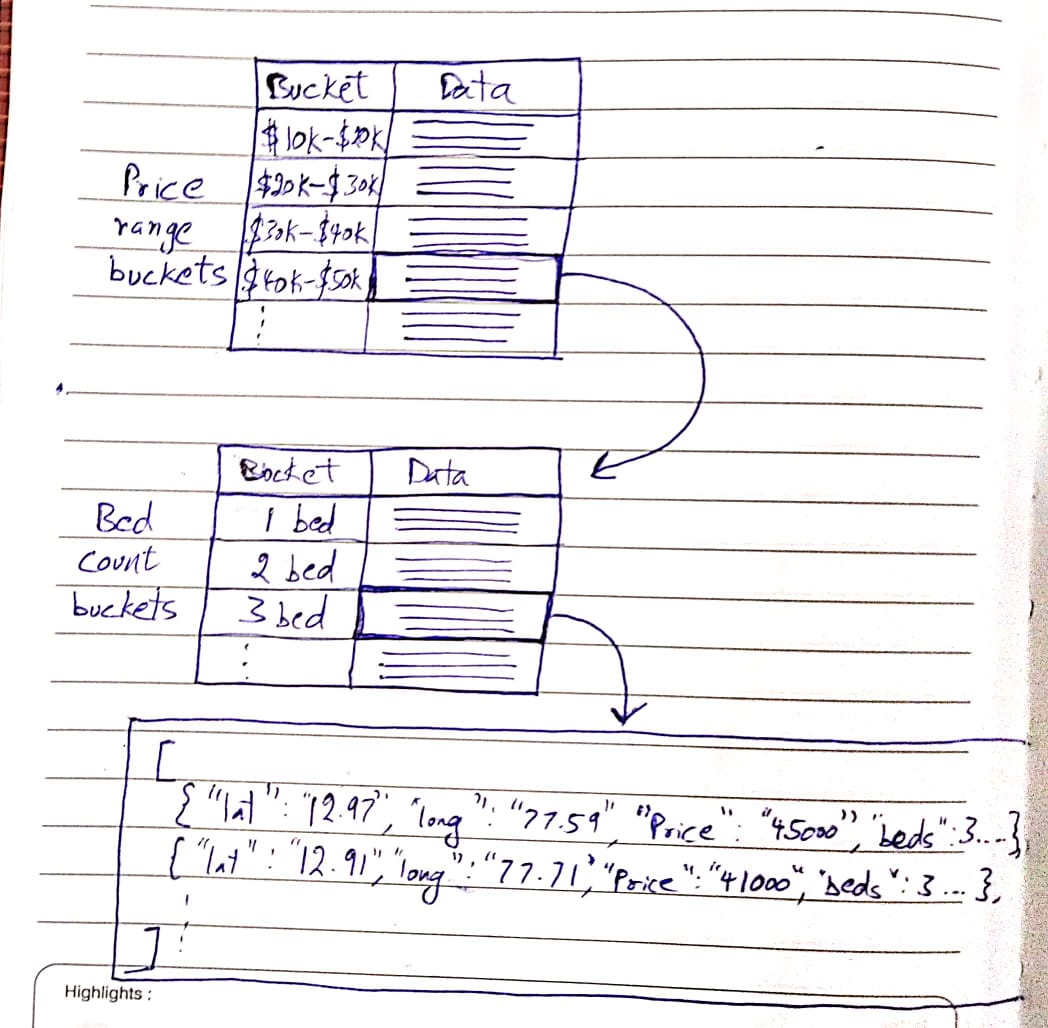 Bucket Data
$10K-$20K
Price $20K-$30K
range $30K-$40K
buckets $40K-$50K
Bucket Data
Bed 1 bed
Count 2 bed
buckets 3 bed
[
{ "lat": "12.97", "long": "77.59", "Price": "45000", "beds":3....},
{ "lat": "12.91", "long": "77.71", "Price": "41000", "beds": 3 ... },
]
Highlights :